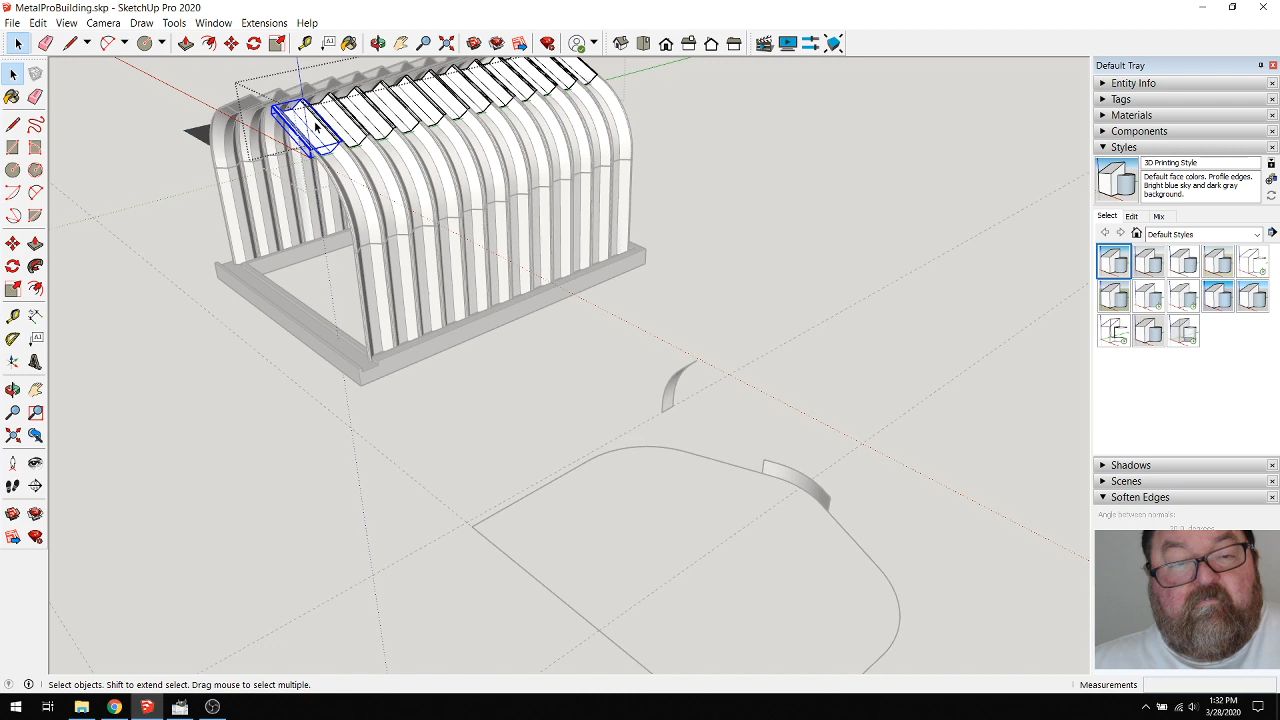 MetalProBuilding.skp - SketchUp Pro 2020
File Edit View Camera Draw Tools Window Extensions Help
Default Tray
Entity Info
Tags
Materials
Components
Styles
3D Printing Style
Default face colors. Profile edges.
Bright blue sky and dark gray
background.
Select Edit Mix
Default Styles
Shadows
Scenes
Soften Edges
Angle between normals:
Select objects. Shift to extend select. Drag mouse to select multiple.
Measurements
1:32 PM
3/28/2020